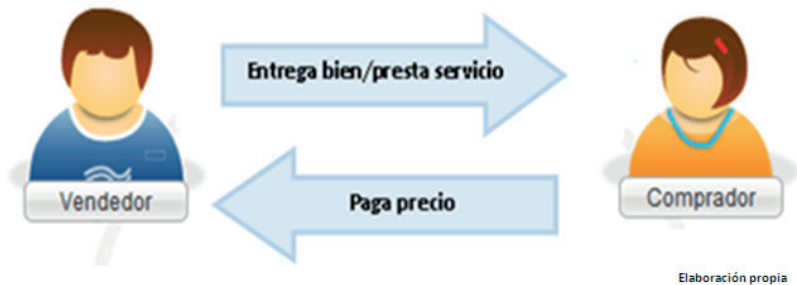 Entrega bien/presta servicio
Vendedor
Paga precio
Comprador
Elaboración propia